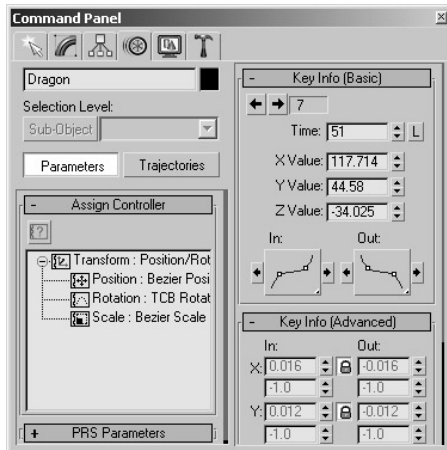 Command Panel
Dragon
Selection Level:
Sub-Object
Parameters Trajectories
- Assign Controller
Transform : Position/Rot
Position : Bezier Posi
Rotation : TCB Rotat
Scale : Bezier Scale
+ PRS Parameters
- Key Info (Basic)
7
Time: 51 L
X Value: 117.714
Y Value: 44.58
Z Value: -34.025
In: Out:
- Key Info (Advanced)
In: Out:
X: 0.016 -0.016
-1.0 -1.0
Y: 0.012 -0.012
-1.0 -1.0